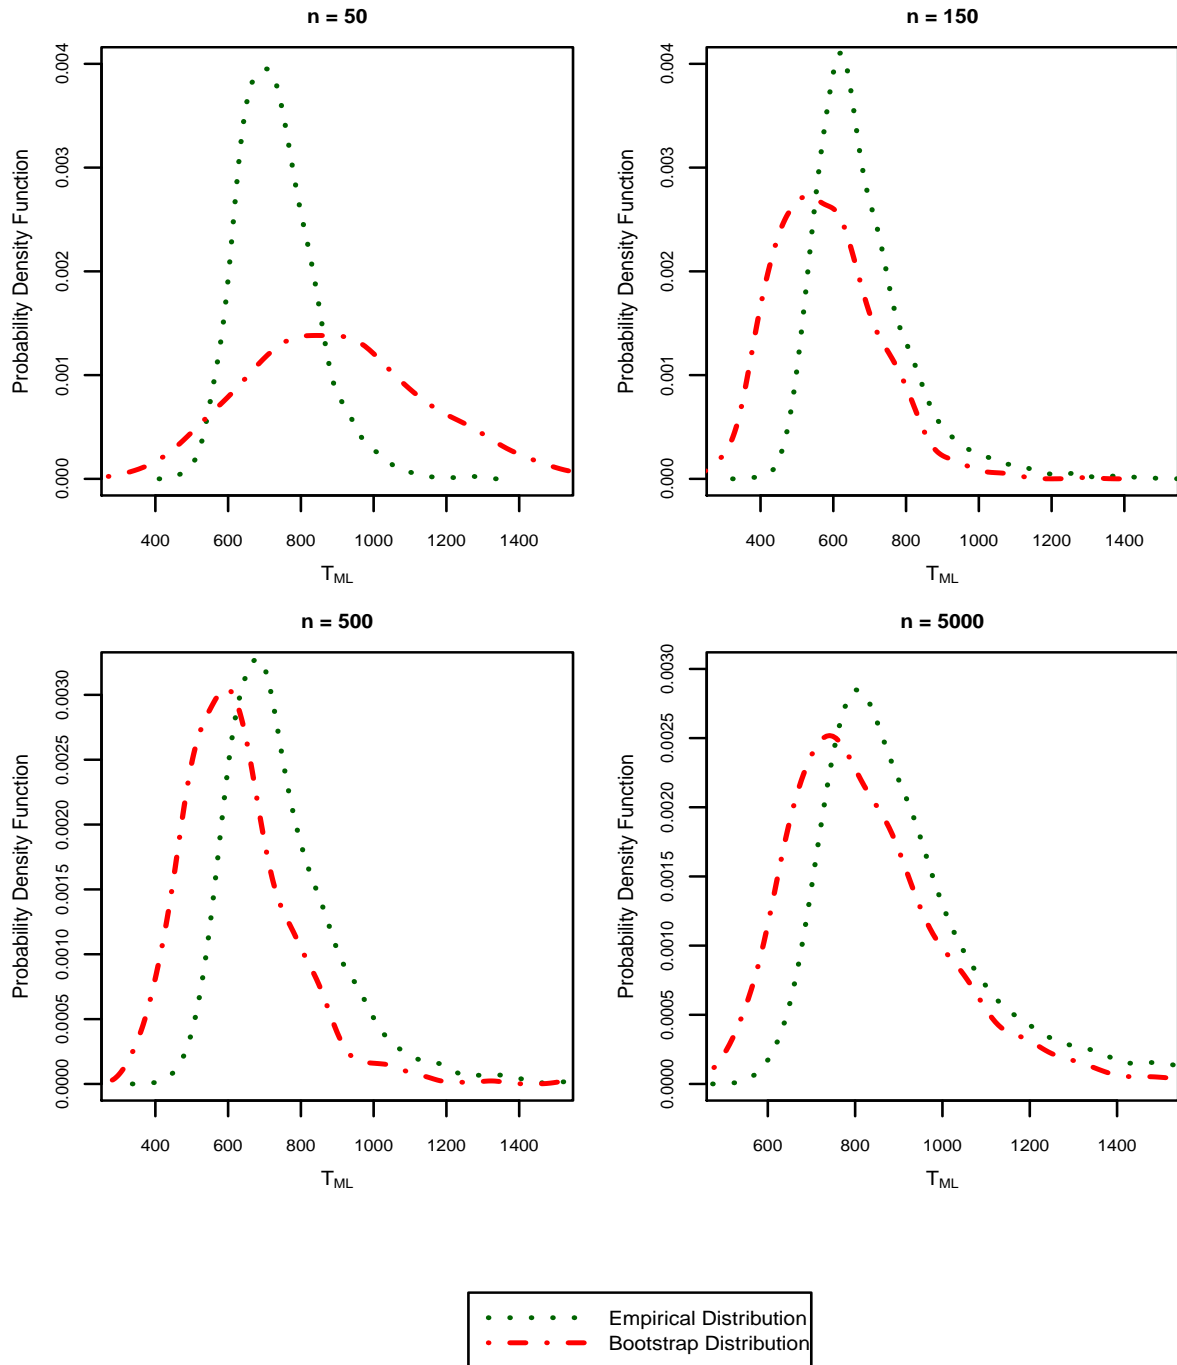 n = 50
Probability Density Function
0.000
0.001
0.002
0.003
0.004
400 600 800 1000 1200 1400
T_ML
n = 150
Probability Density Function
0.000
0.001
0.002
0.003
0.004
400 600 800 1000 1200 1400
T_ML
n = 500
Probability Density Function
0.0000
0.0005
0.0010
0.0015
0.0020
0.0025
0.0030
400 600 800 1000 1200 1400
T_ML
n = 5000
Probability Density Function
0.0000
0.0005
0.0010
0.0015
0.0020
0.0025
0.0030
600 800 1000 1200 1400
T_ML
Empirical Distribution
Bootstrap Distribution